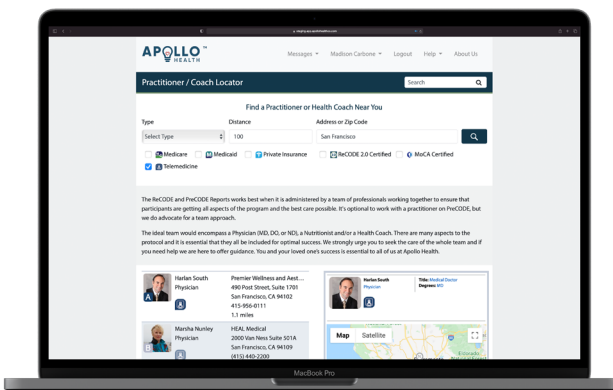 APOLLO™
HEALTH
Messages
Madison Carbone
Logout
Help
About Us
Practitioner / Coach Locator
Search
Find a Practitioner or Health Coach Near You
Type
Distance
Address or Zip Code
Select Type
100
San Francisco
Medicare
Medicaid
Private Insurance
ReCODE 2.0 Certified
MoCA Certified
Telemedicine
The ReCODE and PreCODE Reports works best when it is administered by a team of professionals working together to ensure that
participants are getting all aspects of the program and the best care possible. It's optional to work with a practitioner on PreCODE, but
we do advocate for a team approach.
The ideal team would encompass a Physician (MD, DO, or ND), a Nutritionist and/or a Health Coach. There are many aspects to the
protocol and it is essential that they all be included for optimal success. We strongly urge you to seek the care of the whole team and if
you need help we are here to offer guidance. You and your loved one's success is essential to all of us at Apollo Health.
A
Harlan South
Physician
Premier Wellness and Aest...
490 Post Street, Suite 1701
San Francisco, CA 94102
415-956-0111
1.1 miles
B
Marsha Nunley
Physician
HEAL Medical
2000 Van Ness Suite 501A
San Francisco, CA 94109
(415) 440-2200
Harlan South
Physician
Title: Medical Doctor
Degrees: MD
Map
Satellite
MacBook Pro